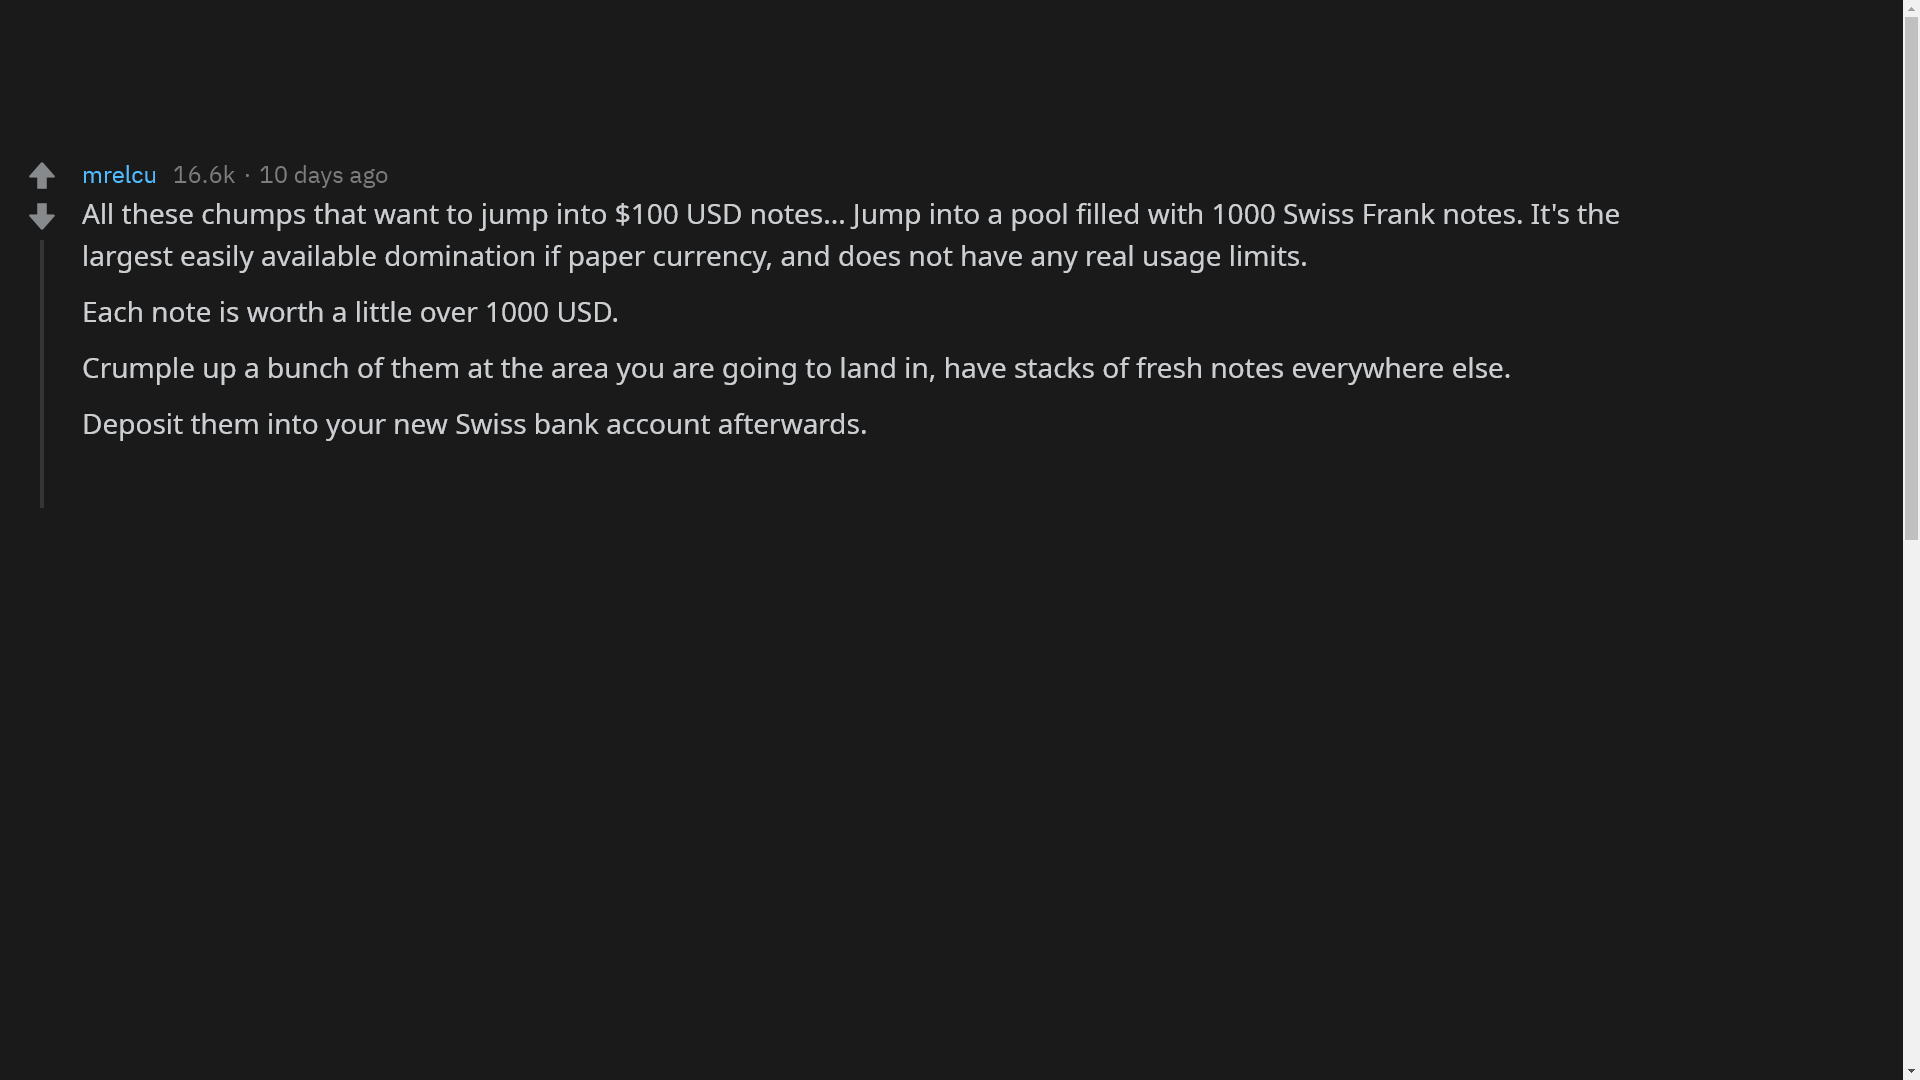 mrelcu 16.6k · 10 days ago
All these chumps that want to jump into $100 USD notes... Jump into a pool filled with 1000 Swiss Frank notes. It's the
largest easily available domination if paper currency, and does not have any real usage limits.
Each note is worth a little over 1000 USD.
Crumple up a bunch of them at the area you are going to land in, have stacks of fresh notes everywhere else.
Deposit them into your new Swiss bank account afterwards.